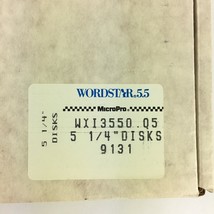 WORDSTAR 5.5
MicroPro
5 1/4"
DISKS
WXI3550.Q5
5 1/4"DISKS
9131